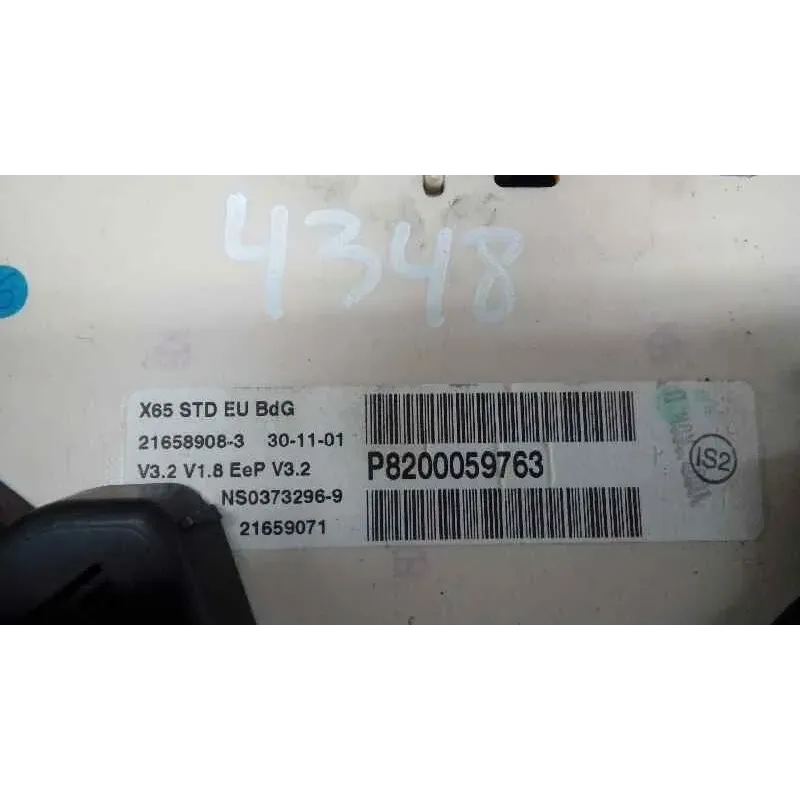 4348
X65 STD EU BdG
21658908-3 30-11-01
V3.2 V1.8 EeP V3.2
P8200059763
IS2
NS0373296-9
21659071